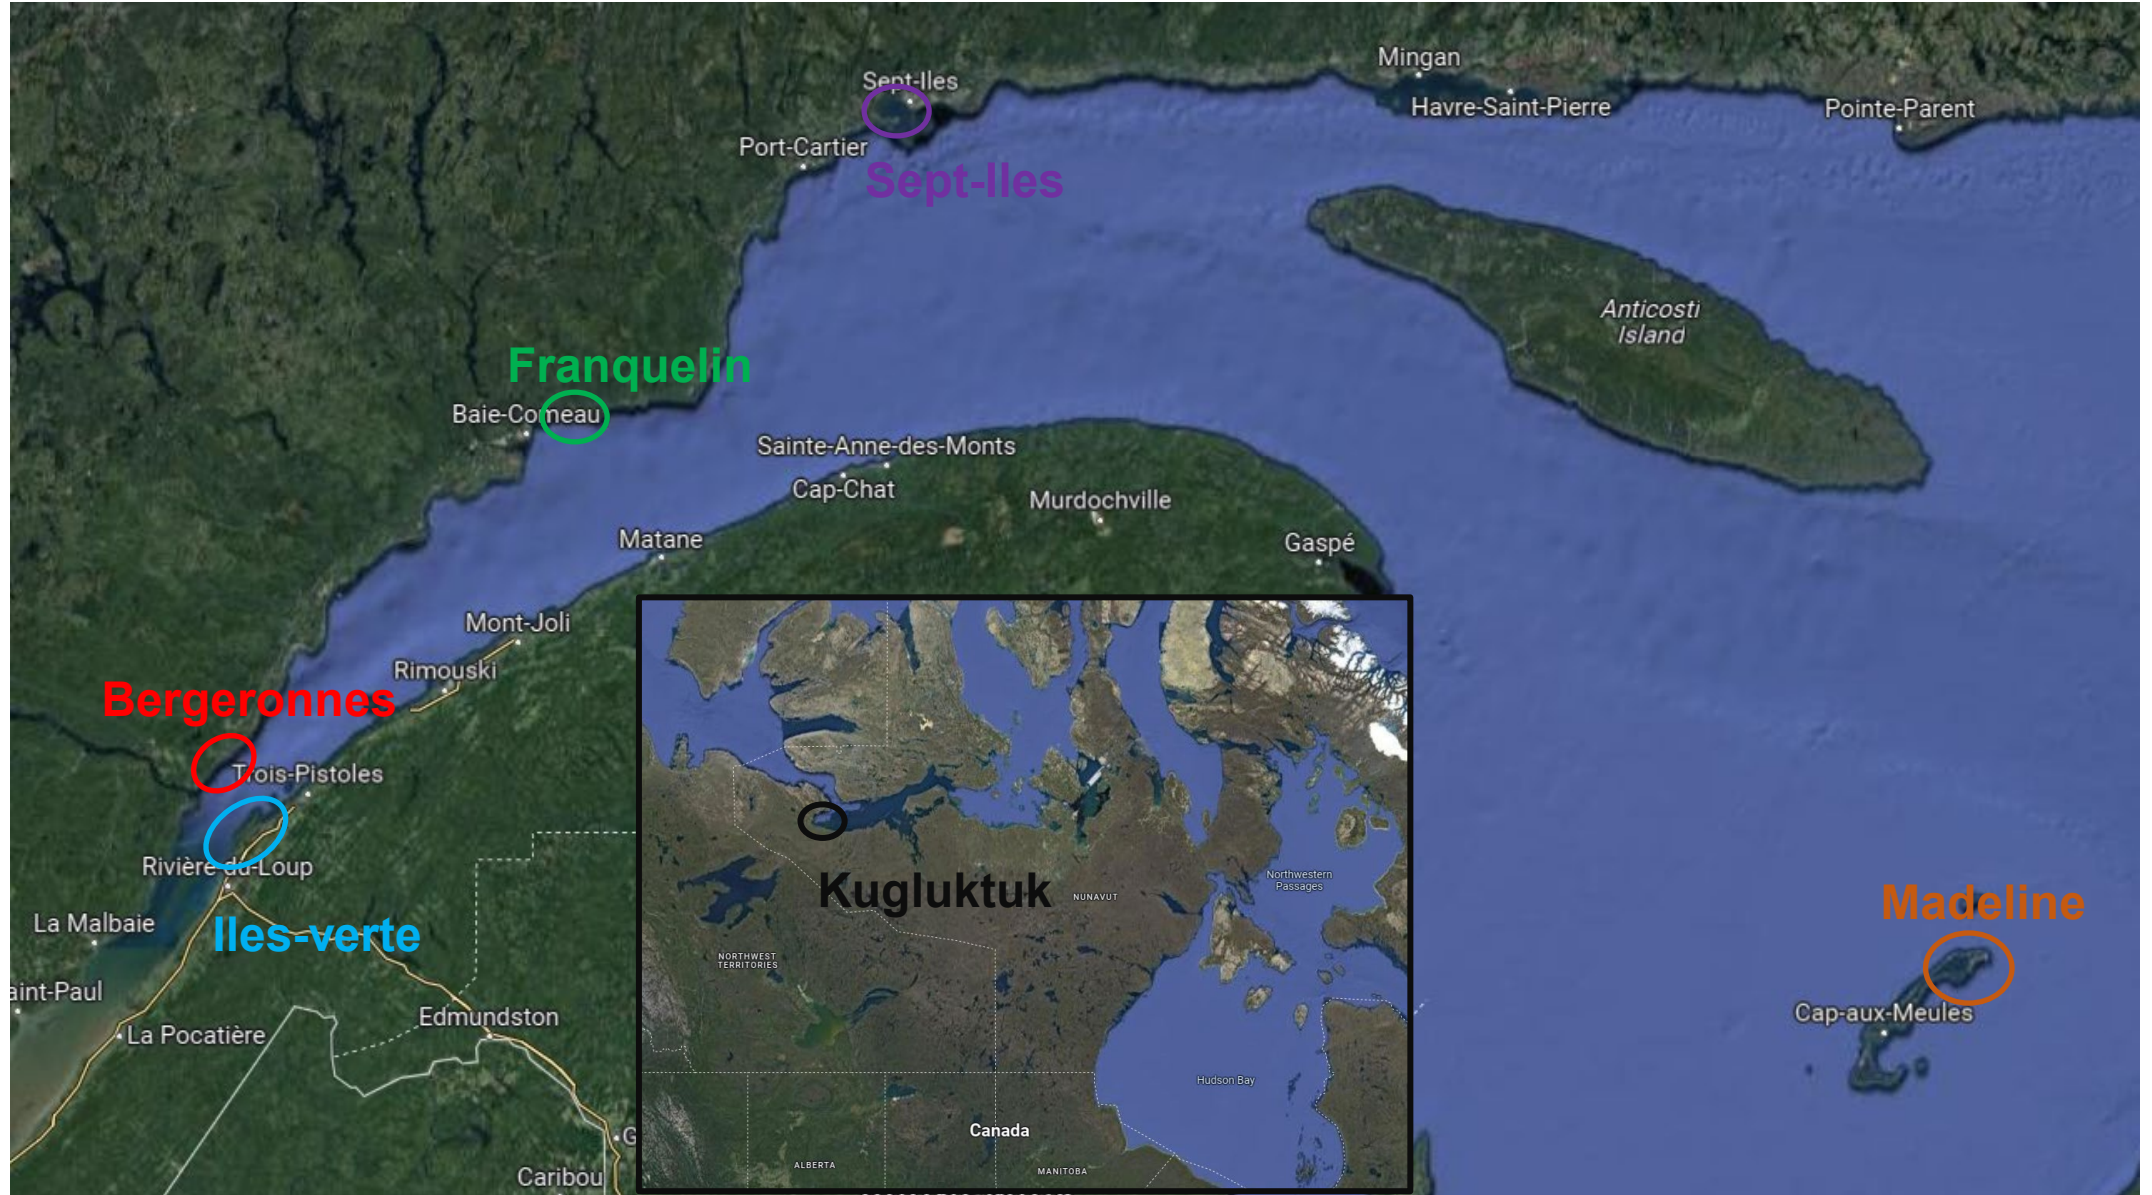 Mingan
Sept-Iles
Havre-Saint-Pierre
Pointe-Parent
Port-Cartier
Sept-Iles
Anticosti
Island
Franquelin
Baie-Comeau
Sainte-Anne-des-Monts
Cap-Chat
Murdochville
Matane
Gaspé
Mont-Joli
Rimouski
Bergeronnes
Trois-Pistoles
Rivière-du-Loup
La Malbaie
Iles-verte
aint-Paul
La Pocatière
Edmundston
G
Caribou
Northwestern
Passages
Kugluktuk
NUNAVUT
NORTHWEST
TERRITORIES
Hudson Bay
Canada
ALBERTA
MANITOBA
Madeline
Cap-aux-Meules